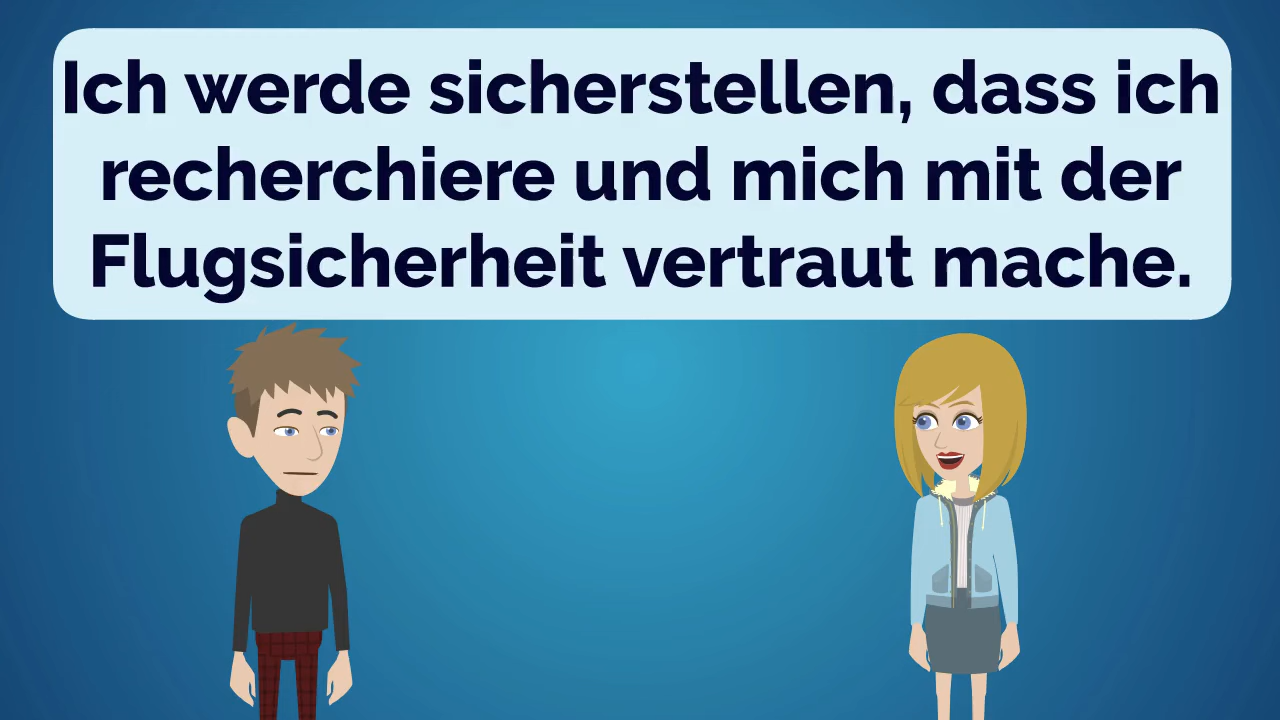 Ich werde sicherstellen, dass ich
recherchiere und mich mit der
Flugsicherheit vertraut mache.